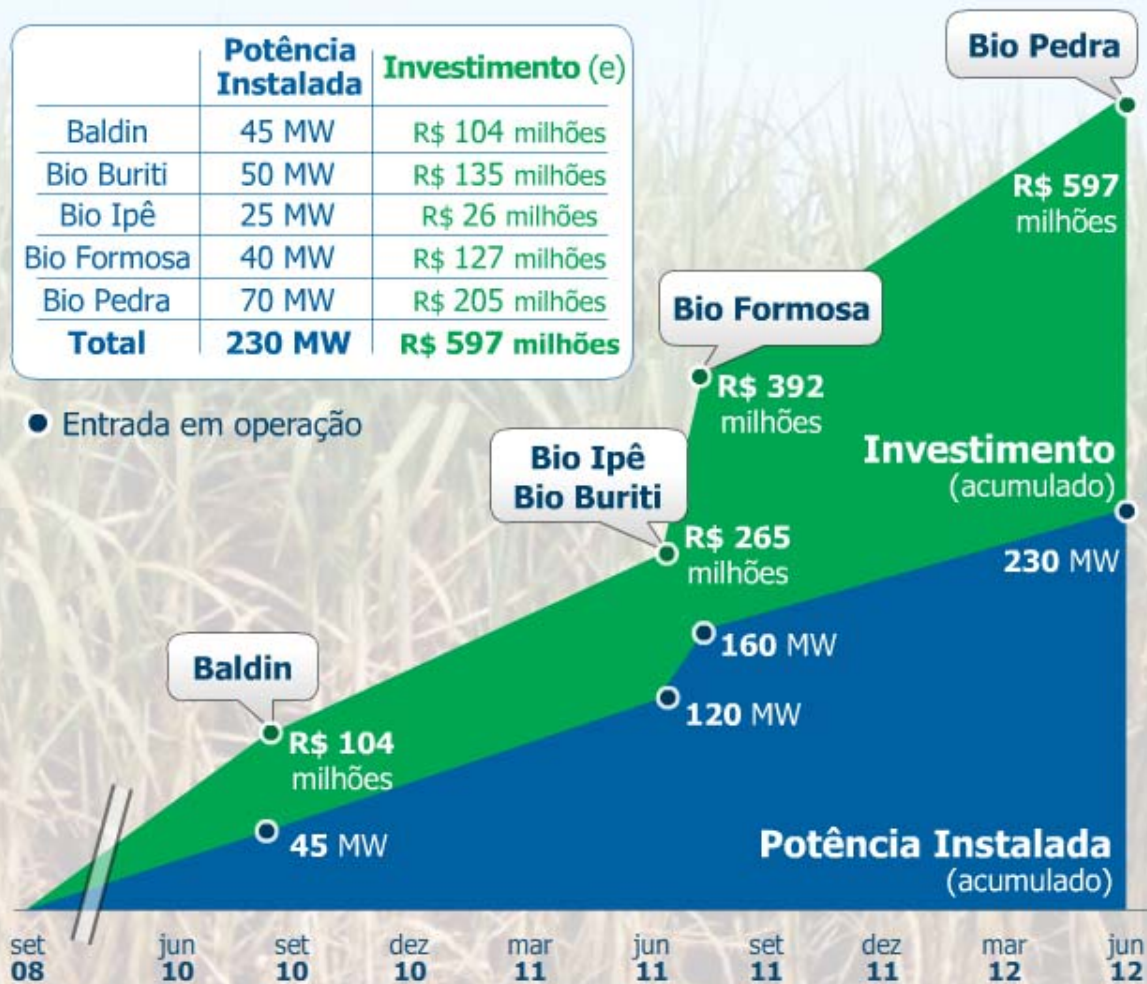 Potência Instalada Investimento (e)
Baldin 45 MW R$ 104 milhões
Bio Buriti 50 MW R$ 135 milhões
Bio Ipê 25 MW R$ 26 milhões
Bio Formosa 40 MW R$ 127 milhões
Bio Pedra 70 MW R$ 205 milhões
Total 230 MW R$ 597 milhões
Entrada em operação
Bio Pedra
R$ 597
milhões
Bio Formosa
R$ 392
milhões
Bio Ipê
Bio Buriti
R$ 265
milhões
Investimento
(acumulado)
230 MW
160 MW
120 MW
Baldin
R$ 104
milhões
45 MW
Potência Instalada
(acumulado)
set jun set dez mar jun set dez mar jun
08 10 10 10 11 11 11 11 12 12